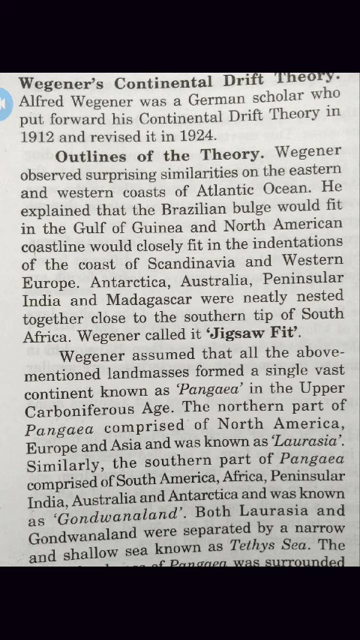 Wegener's Continental Drift Theory.
Alfred Wegener was a German scholar who
put forward his Continental Drift Theory in
1912 and revised it in 1924.
Outlines of the Theory. Wegener
observed surprising similarities on the eastern
and western coasts of Atlantic Ocean. He
explained that the Brazilian bulge would fit
in the Gulf of Guinea and North American
coastline would closely fit in the indentations
of the coast of Scandinavia and Western
Europe. Antarctica, Australia, Peninsular
India and Madagascar were neatly nested
together close to the southern tip of South
Africa. Wegener called it 'Jigsaw Fit'.
Wegener assumed that all the above-
mentioned landmasses formed a single vast
continent known as 'Pangaea' in the Upper
Carboniferous Age. The northern part of
Pangaea comprised of North America,
Europe and Asia and was known as 'Laurasia'.
Similarly, the southern part of Pangaea
comprised of South America, Africa, Peninsular
India, Australia and Antarctica and was known
as 'Gondwanaland'. Both Laurasia and
Gondwanaland were separated by a narrow
and shallow sea known as Tethys Sea. The
of Pangaea was surrounded